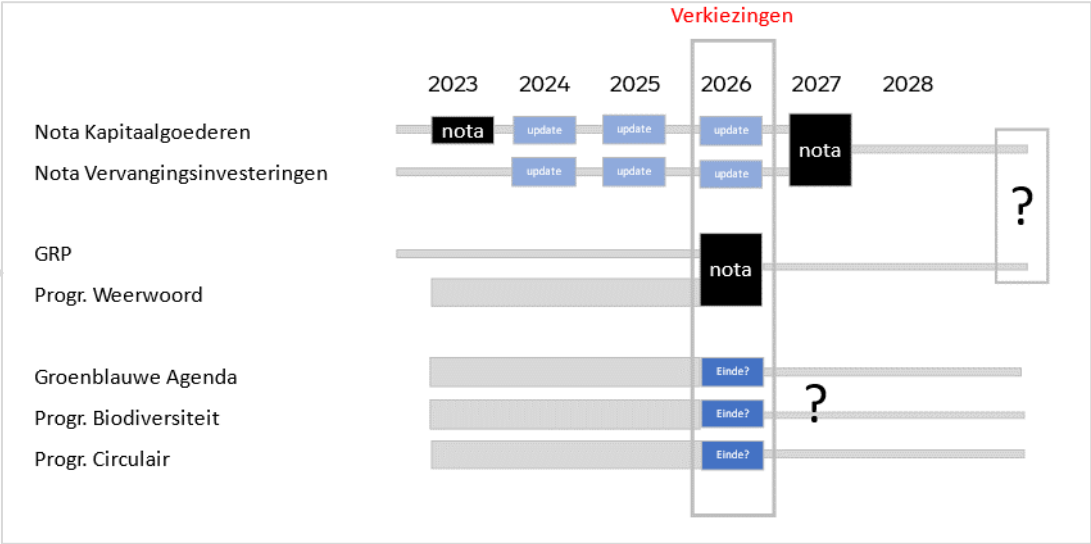 Verkiezingen
2023 2024 2025 2026 2027 2028
Nota Kapitaalgoederen nota update update update
Nota Vervangingsinvesteringen update update update
nota
?
GRP
nota
Progr. Weerwoord
Groenblauwe Agenda Einde?
?
Progr. Biodiversiteit Einde?
Progr. Circulair Einde?